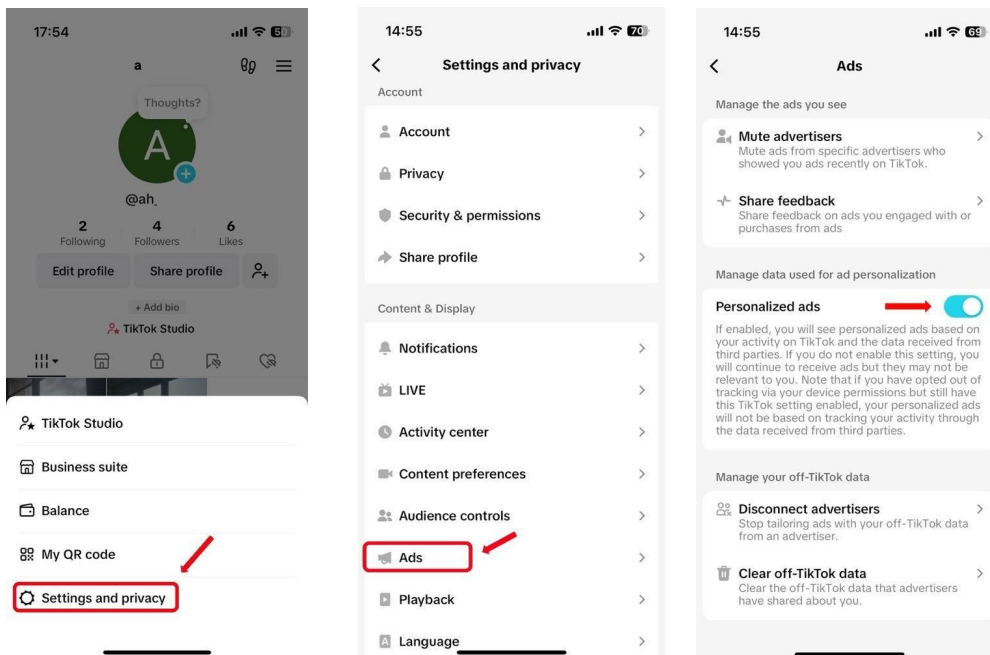 17:54
50
a
Thoughts?
A
@ah_
2 4 6
Following Followers Likes
Edit profile Share profile
+ Add bio
TikTok Studio
TikTok Studio
Business suite
Balance
My QR code
Settings and privacy
14:55
70
Settings and privacy
Account
Account
Privacy
Security & permissions
Share profile
Content & Display
Notifications
LIVE
Activity center
Content preferences
Audience controls
Ads
Playback
A Language
14:55
69
Ads
Manage the ads you see
Mute advertisers
Mute ads from specific advertisers who
showed you ads recently on TikTok.
Share feedback
Share feedback on ads you engaged with or
purchases from ads
Manage data used for ad personalization
Personalized ads
If enabled, you will see personalized ads based on
your activity on TikTok and the data received from
third parties. If you do not enable this setting, you
will continue to receive ads but they may not be
relevant to you. Note that if you have opted out of
tracking via your device permissions but still have
this TikTok setting enabled, your personalized ads
will not be based on tracking your activity through
the data received from third parties.
Manage your off-TikTok data
Disconnect advertisers
Stop tailoring ads with your off-TikTok data
from an advertiser.
Clear off-TikTok data
Clear the off-TikTok data that advertisers
have shared about you.